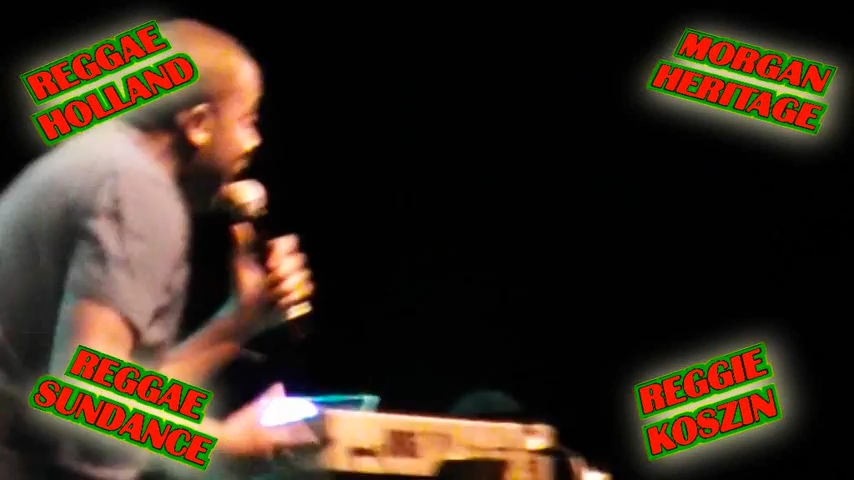 REGGAE
HOLLAND
MORGAN
HERITAGE
REGGAE
SUNDANCE
REGGIE
KOSZIN